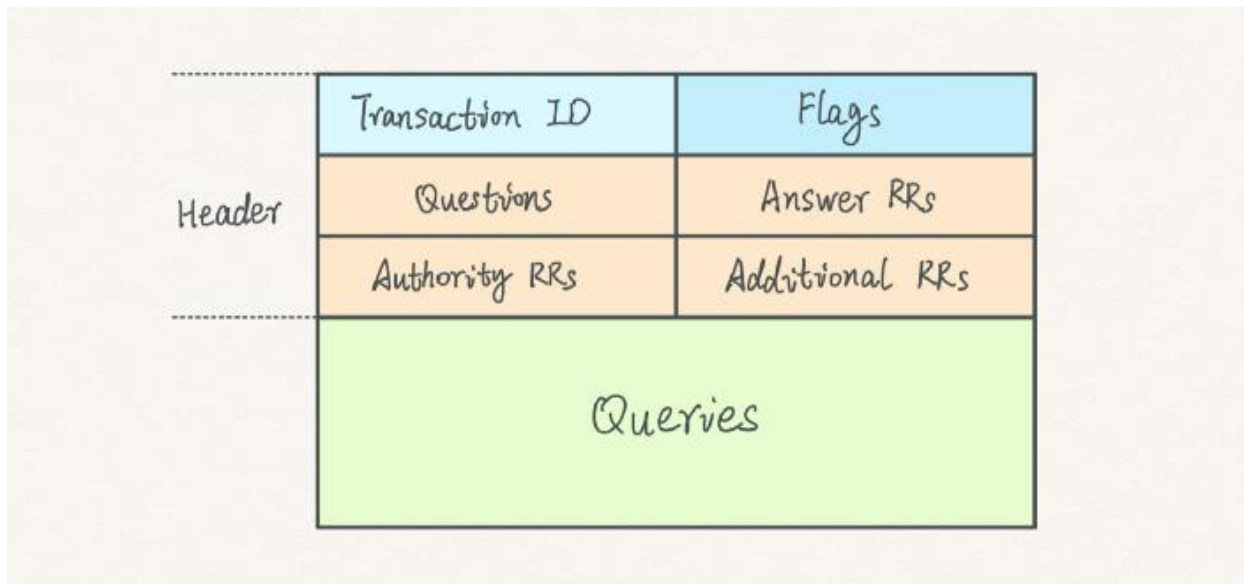 Transaction ID
Flags
Header
Questions
Answer RRs
Authority RRs
Additional RRs
Queries